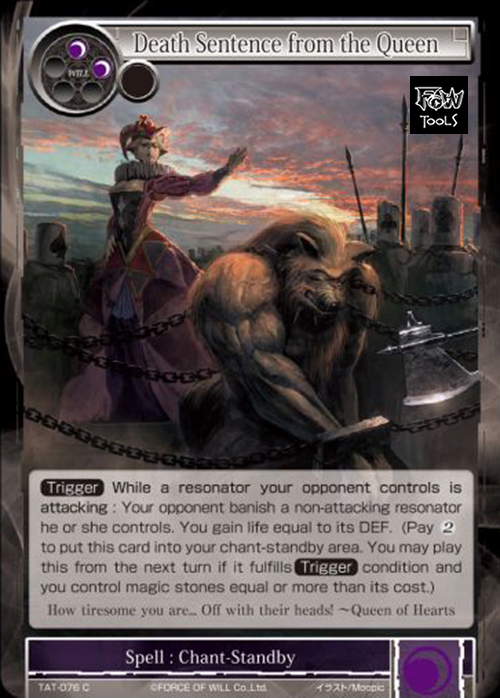 Death Sentence from the Queen
WILL
FOW
TOOLS
Trigger While a resonator your opponent controls is
attacking : Your opponent banish a non-attacking resonator
he or she controls. You gain life equal to its DEF. (Pay 2
to put this card into your chant-standby area. You may play
this from the next turn if it fulfills Trigger condition and
you control magic stones equal or more than its cost.)
How tiresome you are... Off with their heads! ~Queen of Hearts
Spell : Chant-Standby
TAT-076 C ©FORCE OF WILL Co.,Ltd. イラスト/Moopic